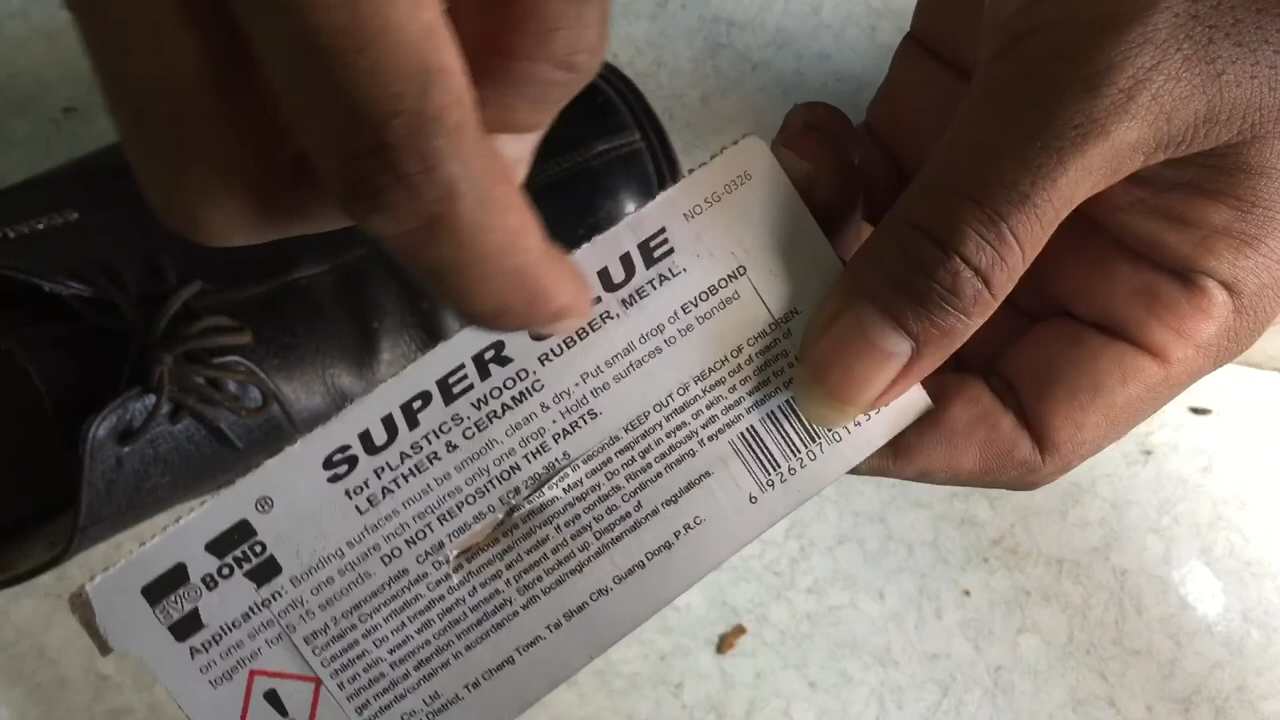 NO.SG-0326
SUPER LUE
for PLASTICS, WOOD, RUBBER, METAL,
LEATHER & CERAMIC
EVO BOND ®
Application: Bonding surfaces must be smooth, clean & dry. • Put small drop of EVOBOND
on one side only, one square inch requires only one drop. • Hold the surfaces to be bonded
together for 5-15 seconds. DO NOT REPOSITION THE PARTS.
Ethyl 2-cyanoacrylate CAS# 7085-85-0 EC# 230-391-5
Contains Cyanoacrylate. and eyes in seconds. KEEP OUT OF REACH OF CHILDREN.
Causes skin irritation. Causes serious eye irritation. May cause respiratory irritation. Keep out of reach of
children. Do not breathe dust/fume/gas/mist/vapours/spray. Do not get in eyes, on skin, or on clothing.
If on skin, wash with plenty of soap and water. If eye contacts, Rinse cautiously with clean water for a
minutes. Remove contact lenses, if present and easy to do. Continue rinsing. If eye/skin irritation
get medical attention immediately. Store locked up. Dispose of
contents/container in accordance with local/regional/international regulations.
Co., Ltd.
District, Tai Cheng Town, Tai Shan City, Guang Dong, P.R.C.
6 926207 0143